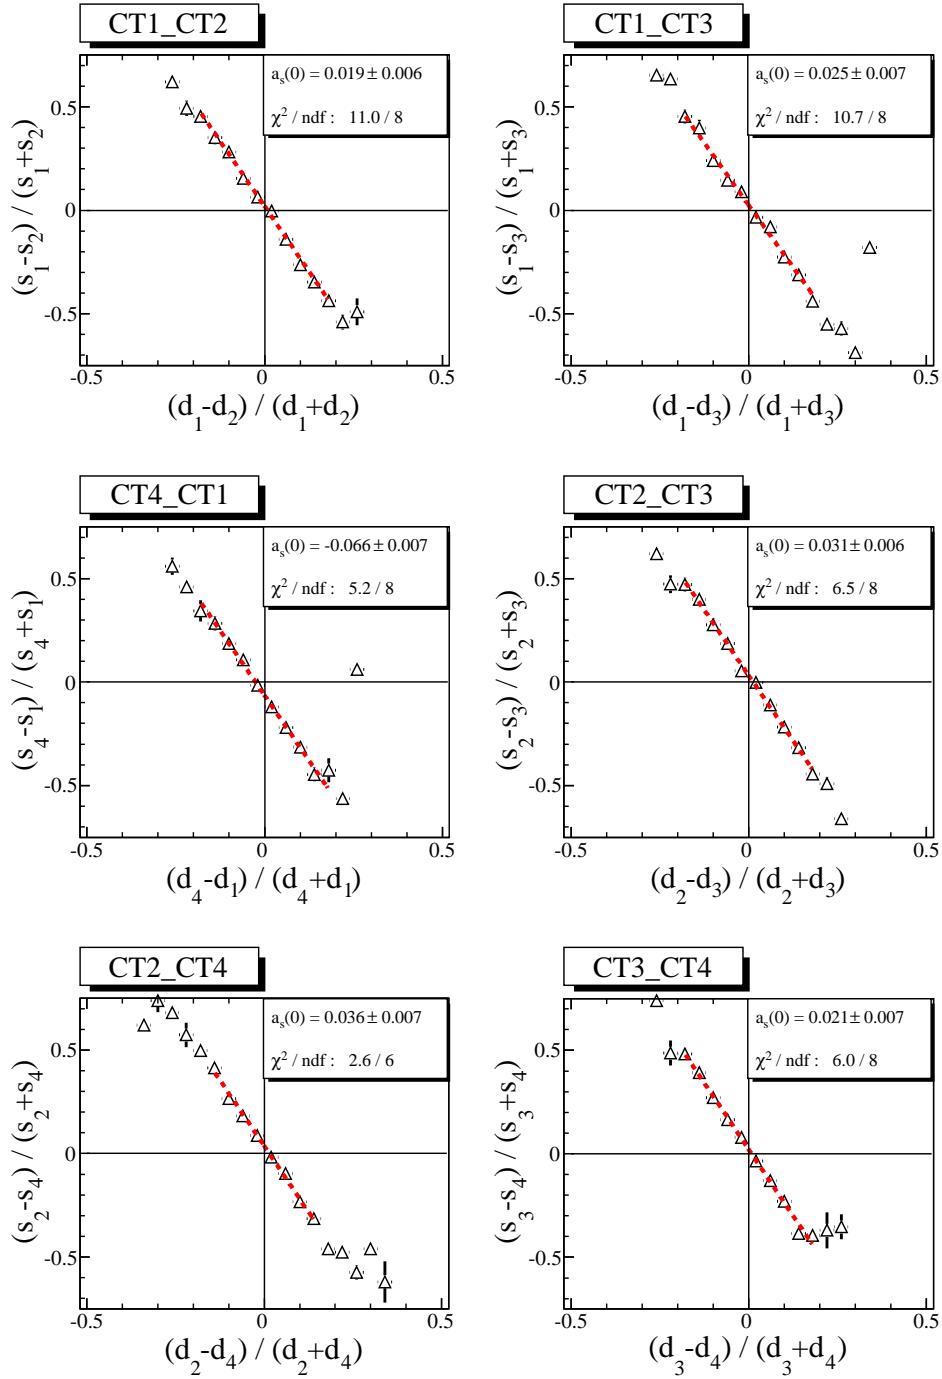 CT1_CT2
a_s(0) = 0.019 ± 0.006
χ² / ndf : 11.0 / 8
0.5
0
-0.5
-0.5 0 0.5
(s_1-s_2) / (s_1+s_2)
(d_1-d_2) / (d_1+d_2)
CT1_CT3
a_s(0) = 0.025 ± 0.007
χ² / ndf : 10.7 / 8
0.5
0
-0.5
-0.5 0 0.5
(s_1-s_3) / (s_1+s_3)
(d_1-d_3) / (d_1+d_3)
CT4_CT1
a_s(0) = -0.066 ± 0.007
χ² / ndf : 5.2 / 8
0.5
0
-0.5
-0.5 0 0.5
(s_4-s_1) / (s_4+s_1)
(d_4-d_1) / (d_4+d_1)
CT2_CT3
a_s(0) = 0.031 ± 0.006
χ² / ndf : 6.5 / 8
0.5
0
-0.5
-0.5 0 0.5
(s_2-s_3) / (s_2+s_3)
(d_2-d_3) / (d_2+d_3)
CT2_CT4
a_s(0) = 0.036 ± 0.007
χ² / ndf : 2.6 / 6
0.5
0
-0.5
-0.5 0 0.5
(s_2-s_4) / (s_2+s_4)
(d_2-d_4) / (d_2+d_4)
CT3_CT4
a_s(0) = 0.021 ± 0.007
χ² / ndf : 6.0 / 8
0.5
0
-0.5
-0.5 0 0.5
(s_3-s_4) / (s_3+s_4)
(d_3-d_4) / (d_3+d_4)